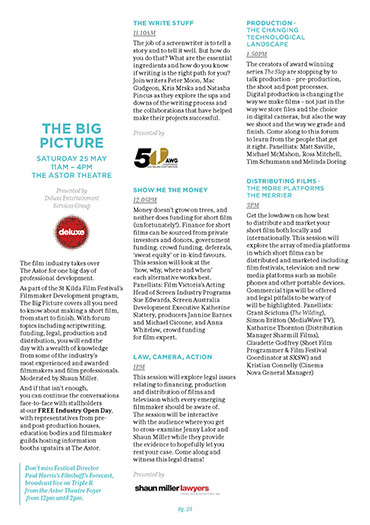 THE BIG
PICTURE
SATURDAY 25 MAY
11AM – 4PM
THE ASTOR THEATRE
Presented by
Deluxe Entertainment
Services Group
deluxe
The film industry takes over
The Astor for one big day of
professional development.
As part of the St Kilda Film Festival's
Filmmaker Development program,
The Big Picture covers all you need
to know about making a short film,
from start to finish. With forum
topics including scriptwriting,
funding, legal, production and
distribution, you will end the
day with a wealth of knowledge
from some of the industry's
most experienced and awarded
filmmakers and film professionals.
Moderated by Shaun Miller.
And if that isn't enough,
you can continue the conversations
face-to-face with stallholders
at our FREE Industry Open Day,
with representatives from pre-
and post-production houses,
education bodies and filmmaker
guilds hosting information
booths upstairs at The Astor.
Don't miss Festival Director
Paul Harris's Filmbuff's Forecast,
broadcast live on Triple R
from the Astor Theatre Foyer
from 12pm until 2pm.
THE WRITE STUFF
11.10AM
The job of a screenwriter is to tell a
story and to tell it well. But how do
you do that? What are the essential
ingredients and how do you know
if writing is the right path for you?
Join writers Peter Moon, Mac
Gudgeon, Kris Mrksa and Natasha
Pincus as they explore the ups and
downs of the writing process and
the collaborations that have helped
make their projects successful.
Presented by
50 AWG
SHOW ME THE MONEY
12.05PM
Money doesn't grow on trees, and
neither does funding for short film
(unfortunately). Finance for short
films can be sourced from private
investors and donors, government
funding, crowd funding, deferrals,
'sweat equity' or in-kind favours.
This session will look at the
'how, why, where and when'
each alternative works best.
Panellists: Film Victoria's Acting
Head of Screen Industry Programs
Sue Edwards, Screen Australia
Development Executive Katherine
Slattery, producers Jannine Barnes
and Michael Ciccone, and Anna
Whitelaw, crowd funding
for film expert.
LAW, CAMERA, ACTION
1PM
This session will explore legal issues
relating to financing, production
and distribution of films and
television which every emerging
filmmaker should be aware of.
The session will be interactive
with the audience where you get
to cross-examine Jenny Lalor and
Shaun Miller while they provide
the evidence to hopefully let you
rest your case. Come along and
witness this legal drama!
Presented by
shaun miller lawyers
PRODUCTION -
THE CHANGING
TECHNOLOGICAL
LANDSCAPE
1.50PM
The creators of award winning
series The Slap are stopping by to
talk production – pre-production,
the shoot and post processes.
Digital production is changing the
way we make films – not just in the
way we store files and the choice
in digital cameras, but also the way
we shoot and the way we grade and
finish. Come along to this forum
to learn from the people that get
it right. Panellists: Matt Saville,
Michael McMahon, Ross Mitchell,
Tim Schumann and Melinda Doring.
DISTRIBUTING FILMS -
THE MORE PLATFORMS
THE MERRIER
3PM
Get the lowdown on how best
to distribute and market your
short film both locally and
internationally. This session will
explore the array of media platforms
in which short films can be
distributed and marketed including
film festivals, television and new
media platforms such as mobile
phones and other portable devices.
Commercial tips will be offered
and legal pitfalls to be wary of
will be highlighted. Panellists:
Grant Scicluna (The Wilding),
Simon Britton (MediaWave TV),
Katharine Thornton (Distribution
Manager Sharmill Films),
Claudette Godfrey (Short Film
Programmer & Film Festival
Coordinator at SXSW) and
Kristian Connelly (Cinema
Nova General Manager)
Pg. 25